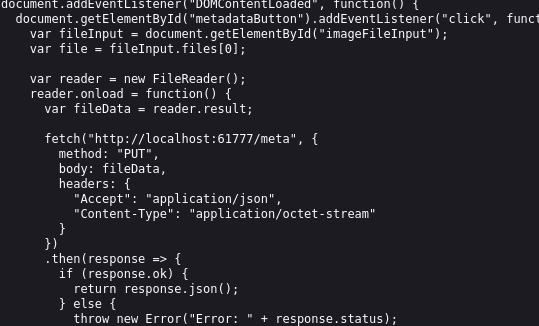 document.addEventListener("DOMContentLoaded", function() {
  document.getElementById("metadataButton").addEventListener("click", funct
    var fileInput = document.getElementById("imageFileInput");
    var file = fileInput.files[0];

    var reader = new FileReader();
    reader.onload = function() {
      var fileData = reader.result;

      fetch("http://localhost:61777/meta", {
        method: "PUT",
        body: fileData,
        headers: {
          "Accept": "application/json",
          "Content-Type": "application/octet-stream"
        }
      })
      .then(response => {
        if (response.ok) {
          return response.json();
        } else {
          throw new Error("Error: " + response.status);